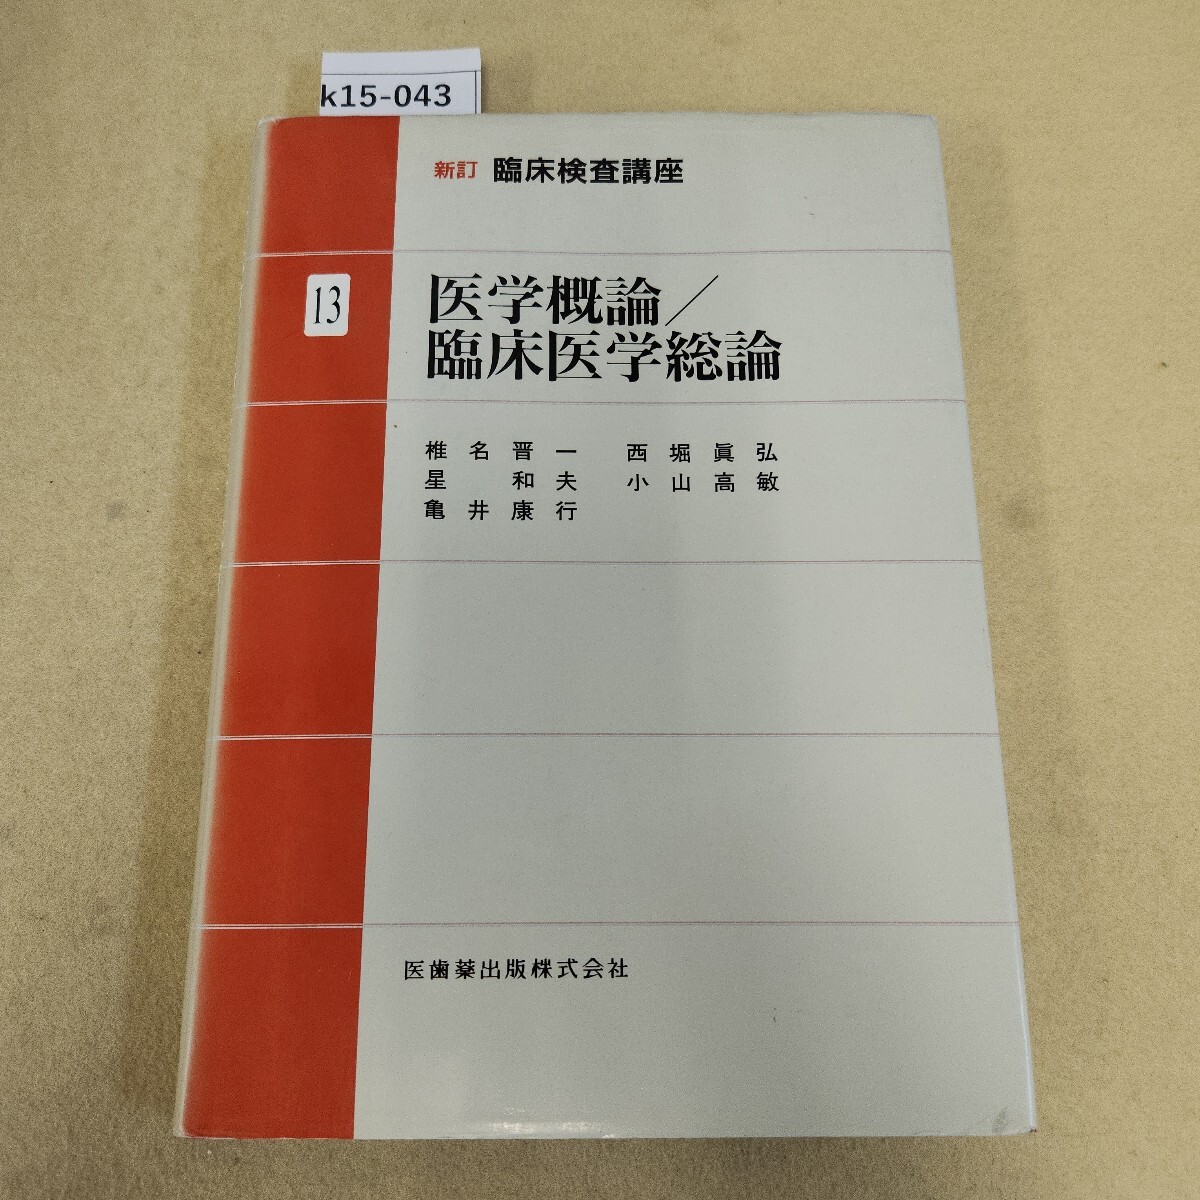 k15-043
新訂 臨床検査講座
13
医学概論／
臨床医学総論
椎名晋一 西堀眞弘
星 和夫 小山高敏
亀井康行
医歯薬出版株式会社